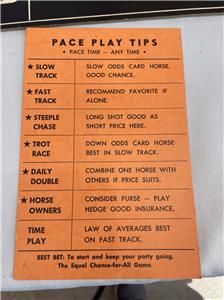 PACE PLAY TIPS
• PACE TIME — ANY TIME •
★ SLOW TRACK
SLOW ODDS CARD HORSE, GOOD CHANCE.
★ FAST TRACK
RECOMMEND FAVORITE IF ALONE.
★ STEEPLE CHASE
LONG SHOT GOOD AS SHORT PRICE HERE.
★ TROT RACE
DOWN ODDS CARD HORSE BEST IN SLOW TRACK.
★ DAILY DOUBLE
COMBINE ONE HORSE WITH OTHERS IF PRICE SUITS.
★ HORSE OWNERS
CONSIDER PURSE — PLAY HEDGE GOOD INSURANCE.
TIME PLAY
LAW OF AVERAGES BEST ON FAST TRACK.
BEST BET: To start and keep your party going.
The Equal Chance-for-All Game.